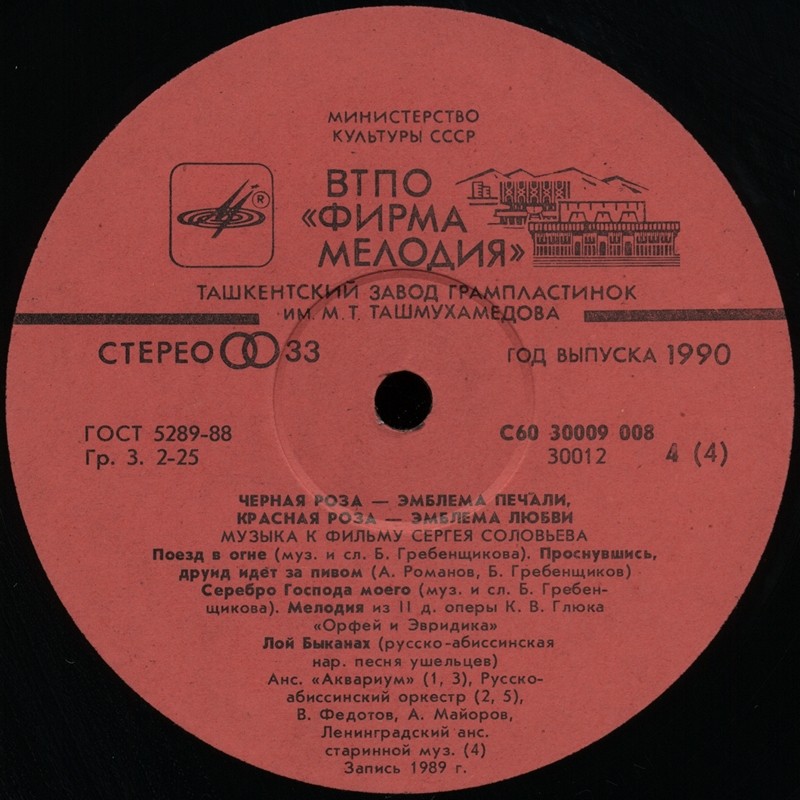 МИНИСТЕРСТВО
КУЛЬТУРЫ СССР
ВТПО
«ФИРМА
МЕЛОДИЯ»
®
ТАШКЕНТСКИЙ ЗАВОД ГРАМПЛАСТИНОК
ИМ. М. Т. ТАШМУХАМЕДОВА
СТЕРЕО 33
ГОД ВЫПУСКА 1990
ГОСТ 5289-88
Гр. 3. 2-25
С60 30009 008
30012 4 (4)
ЧЕРНАЯ РОЗА — ЭМБЛЕМА ПЕЧАЛИ,
КРАСНАЯ РОЗА — ЭМБЛЕМА ЛЮБВИ
МУЗЫКА К ФИЛЬМУ СЕРГЕЯ СОЛОВЬЕВА
Поезд в огне (муз. и сл. Б. Гребенщикова). Проснувшись,
друид идет за пивом (А. Романов, Б. Гребенщиков)
Серебро Господа моего (муз. и сл. Б. Гребен-
щикова). Мелодия из II д. оперы К. В. Глюка
«Орфей и Эвридика»
Лой Быканах (русско-абиссинская
нар. песня ушельцев)
Анс. «Аквариум» (1, 3), Русско-
абиссинский оркестр (2, 5),
В. Федотов, А. Майоров,
Ленинградский анс.
старинной муз. (4)
Запись 1989 г.